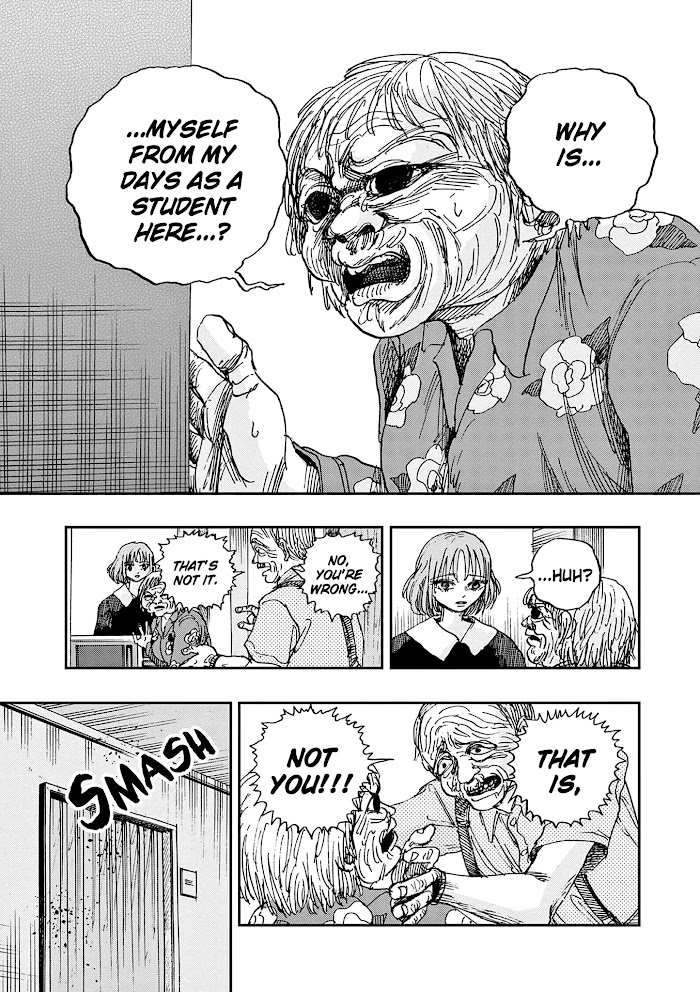 WHY
IS...
...MYSELF
FROM MY
DAYS AS A
STUDENT
HERE...?
...HUH?
NO,
YOU'RE
WRONG...
THAT'S
NOT IT.
THAT
IS,
NOT
YOU!!!
SMASH